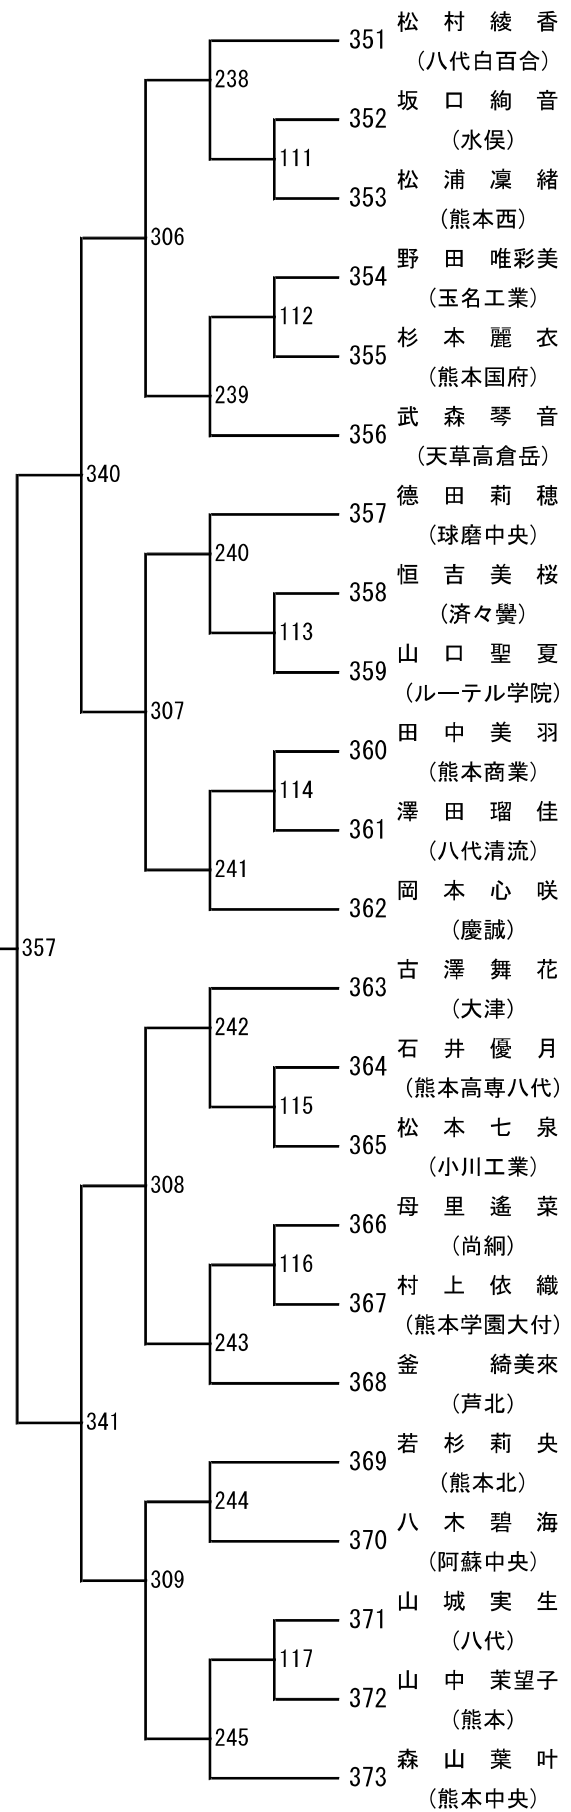 松村綾香
351
(八代白百合)
238
坂口絢音
352
(水俣)
111
松浦凜緒
353
(熊本西)
306
野田唯彩美
354
(玉名工業)
112
杉本麗衣
355
(熊本国府)
239
武森琴音
356
(天草高倉岳)
340
德田莉穂
357
(球磨中央)
240
恒吉美桜
358
(済々黌)
113
山口聖夏
359
(ルーテル学院)
307
田中美羽
360
(熊本商業)
114
澤田瑠佳
361
(八代清流)
241
岡本心咲
362
(慶誠)
357
古澤舞花
363
(大津)
242
石井優月
364
(熊本高専八代)
115
松本七泉
365
(小川工業)
308
母里遙菜
366
(尚絅)
116
村上依織
367
(熊本学園大付)
243
釜　綺美來
368
(芦北)
341
若杉莉央
369
(熊本北)
244
八木碧海
370
(阿蘇中央)
309
山城実生
371
(八代)
117
山中茉望子
372
(熊本)
245
森山葉叶
373
(熊本中央)